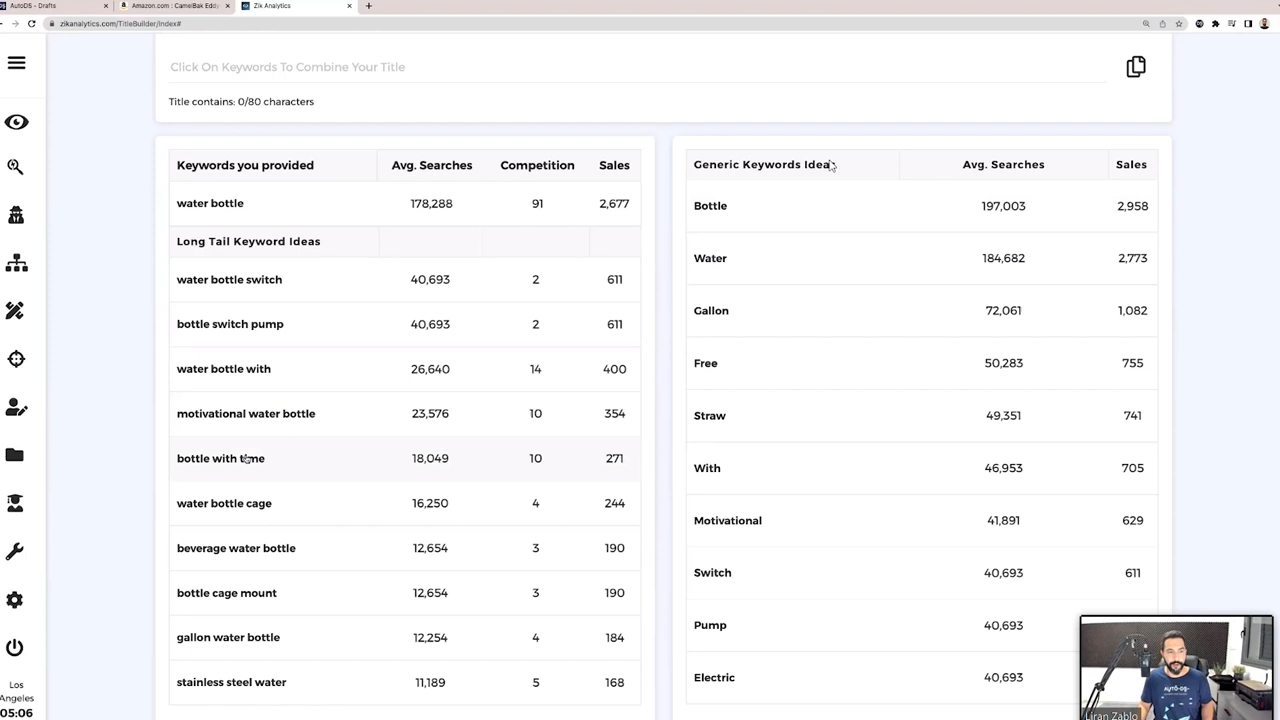 AutoDS - Drafts
Amazon.com : CamelBak Eddy
Zik Analytics
zikanalytics.com/TitleBuilder/Index#
Click On Keywords To Combine Your Title
Title contains: 0/80 characters
Keywords you provided Avg. Searches Competition Sales
water bottle 178,288 91 2,677
Long Tail Keyword Ideas
water bottle switch 40,693 2 611
bottle switch pump 40,693 2 611
water bottle with 26,640 14 400
motivational water bottle 23,576 10 354
bottle with time 18,049 10 271
water bottle cage 16,250 4 244
beverage water bottle 12,654 3 190
bottle cage mount 12,654 3 190
gallon water bottle 12,254 4 184
stainless steel water 11,189 5 168
Generic Keywords Ideas Avg. Searches Sales
Bottle 197,003 2,958
Water 184,682 2,773
Gallon 72,061 1,082
Free 50,283 755
Straw 49,351 741
With 46,953 705
Motivational 41,891 629
Switch 40,693 611
Pump 40,693
Electric 40,693
Los
Angeles
05:06
AUTO-DS
Liran Zablo